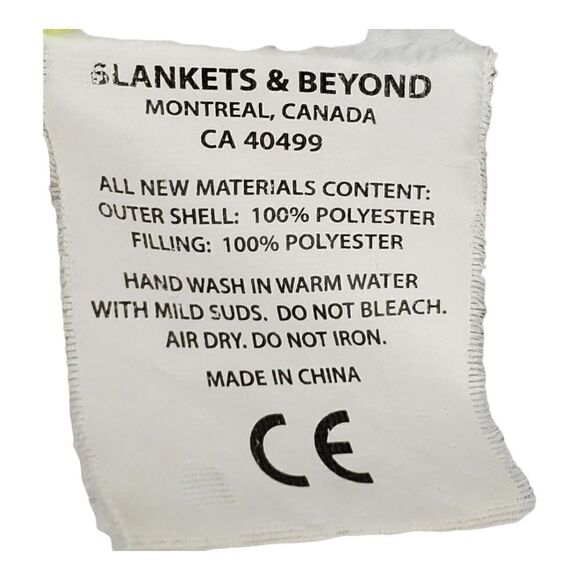 BLANKETS & BEYOND
MONTREAL, CANADA
CA 40499
ALL NEW MATERIALS CONTENT:
OUTER SHELL: 100% POLYESTER
FILLING: 100% POLYESTER
HAND WASH IN WARM WATER
WITH MILD SUDS. DO NOT BLEACH.
AIR DRY. DO NOT IRON.
MADE IN CHINA
CE